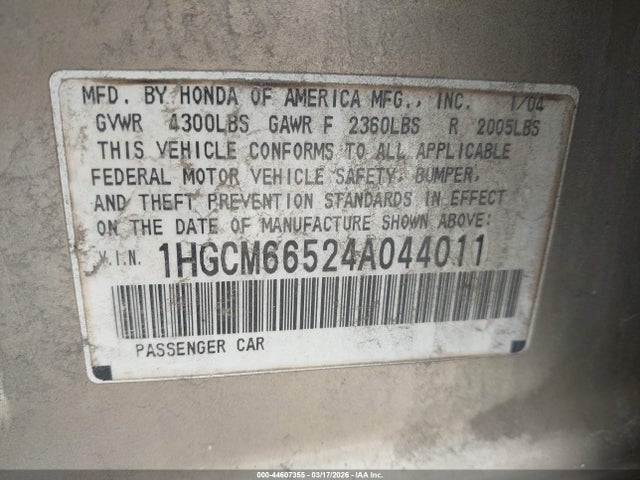 MFD. BY HONDA OF AMERICA MFG., INC. 1/04
GVWR 4300LBS GAWR F 2360LBS R 2005LBS
THIS VEHICLE CONFORMS TO ALL APPLICABLE
FEDERAL MOTOR VEHICLE SAFETY, BUMPER,
AND THEFT PREVENTION STANDARDS IN EFFECT
ON THE DATE OF MANUFACTURE SHOWN ABOVE:
V.I.N. 1HGCM66524A044011
PASSENGER CAR
000-44607355 - 03/17/2026 - IAA Inc.